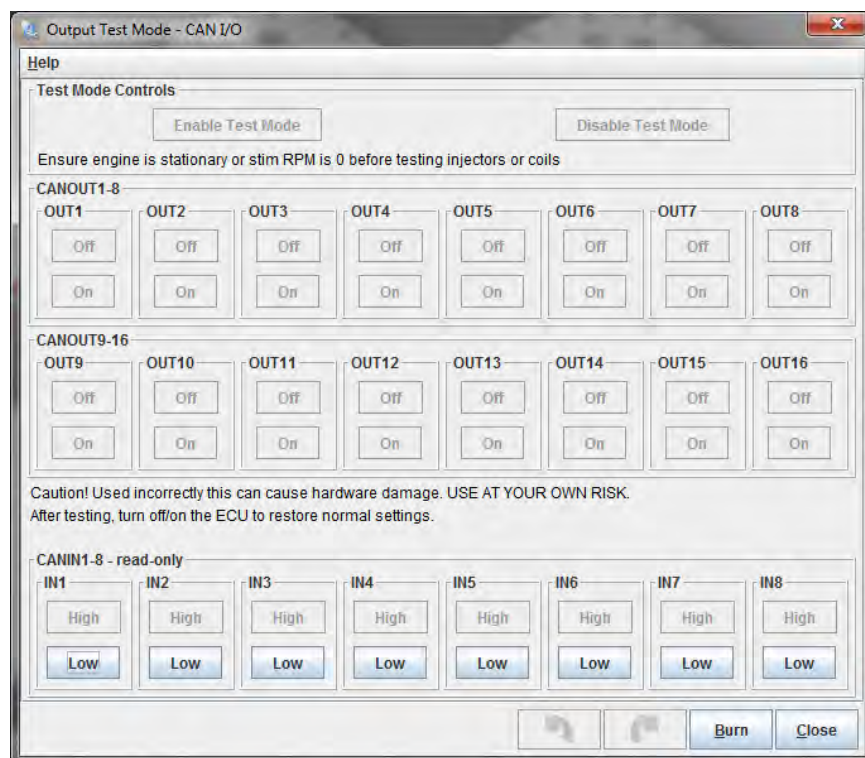 Output Test Mode - CAN I/O
Help
Test Mode Controls
Enable Test Mode Disable Test Mode
Ensure engine is stationary or stim RPM is 0 before testing injectors or coils
CANOUT1-8
OUT1 OUT2 OUT3 OUT4 OUT5 OUT6 OUT7 OUT8
Off Off Off Off Off Off Off Off
On On On On On On On On
CANOUT9-16
OUT9 OUT10 OUT11 OUT12 OUT13 OUT14 OUT15 OUT16
Off Off Off Off Off Off Off Off
On On On On On On On On
Caution! Used incorrectly this can cause hardware damage. USE AT YOUR OWN RISK.
After testing, turn off/on the ECU to restore normal settings.
CANIN1-8 - read-only
IN1 IN2 IN3 IN4 IN5 IN6 IN7 IN8
High High High High High High High High
Low Low Low Low Low Low Low Low
Burn Close